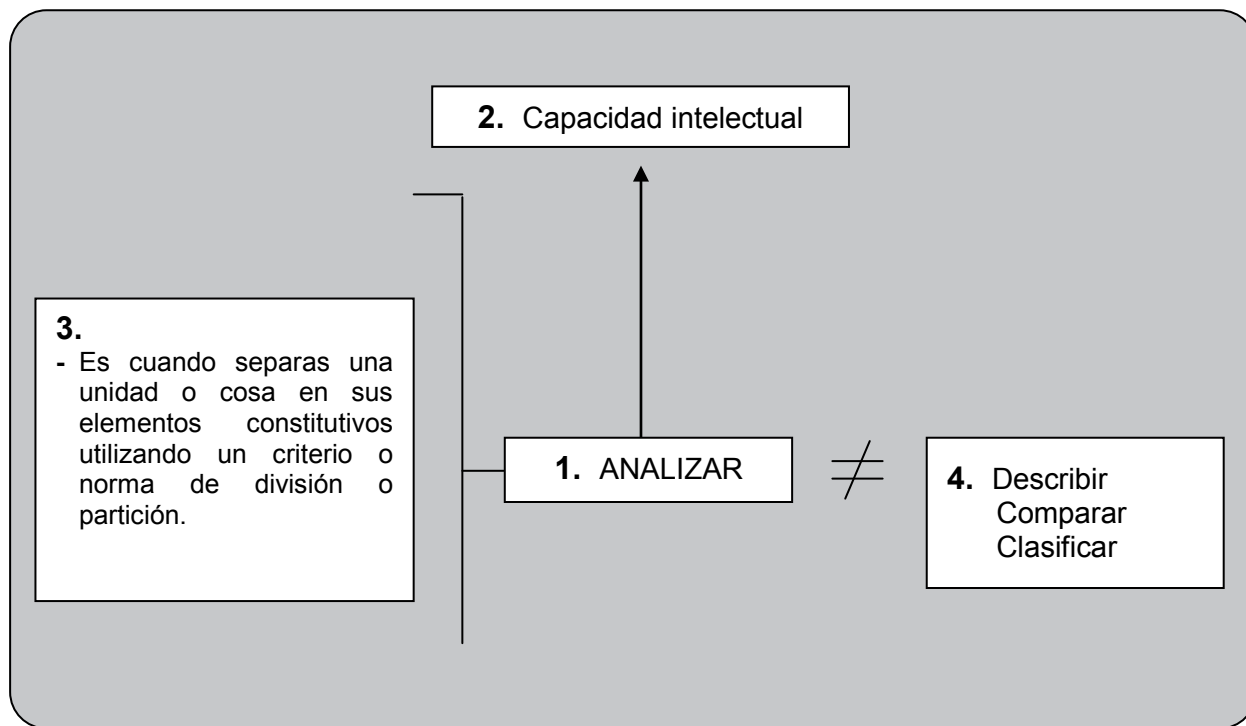 2. Capacidad intelectual
3.
- Es cuando separas una
unidad o cosa en sus
elementos constitutivos
utilizando un criterio o
norma de división o
partición.
1. ANALIZAR
≠
4. Describir
Comparar
Clasificar